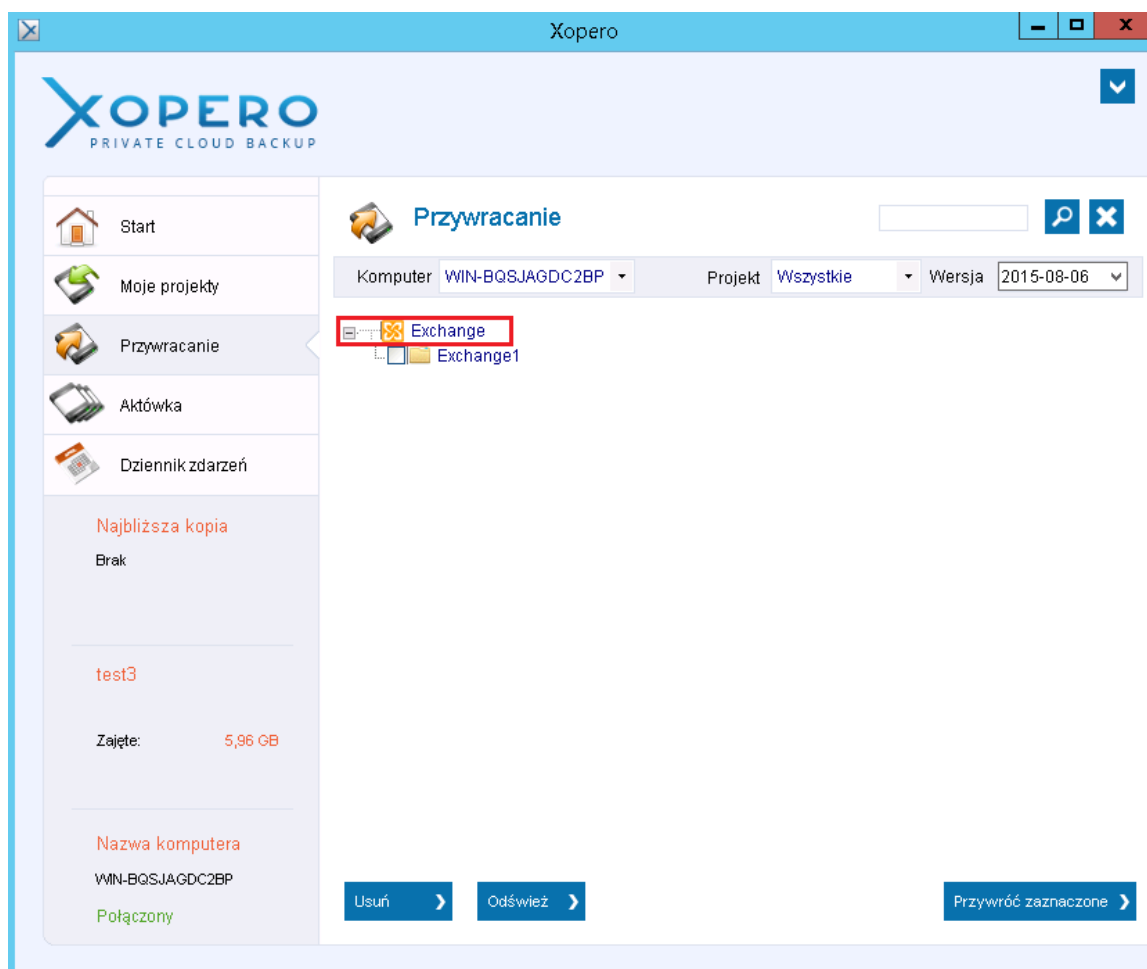 Xopero
XOPERO
PRIVATE CLOUD BACKUP
Start
Moje projekty
Przywracanie
Aktówka
Dziennik zdarzeń
Najbliższa kopia
Brak
test3
Zajęte: 5,96 GB
Nazwa komputera
WIN-BQSJAGDC2BP
Połączony
Przywracanie
Komputer WIN-BQSJAGDC2BP Projekt Wszystkie Wersja 2015-08-06
Exchange
Exchange1
Usuń Odśwież Przywróć zaznaczone